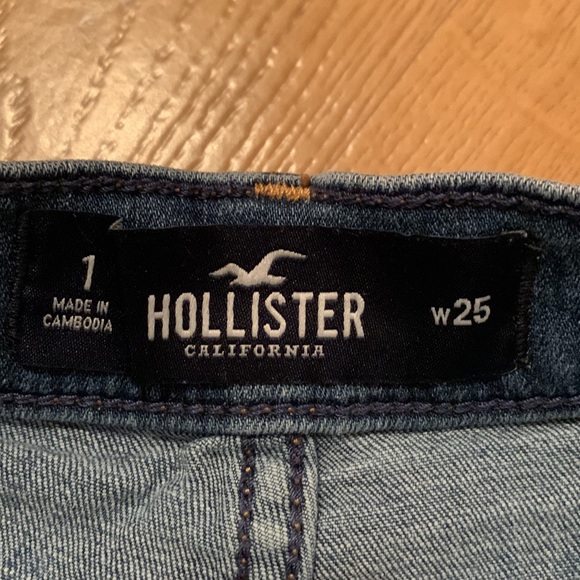 1
MADE IN
CAMBODIA
HOLLISTER
CALIFORNIA
W25